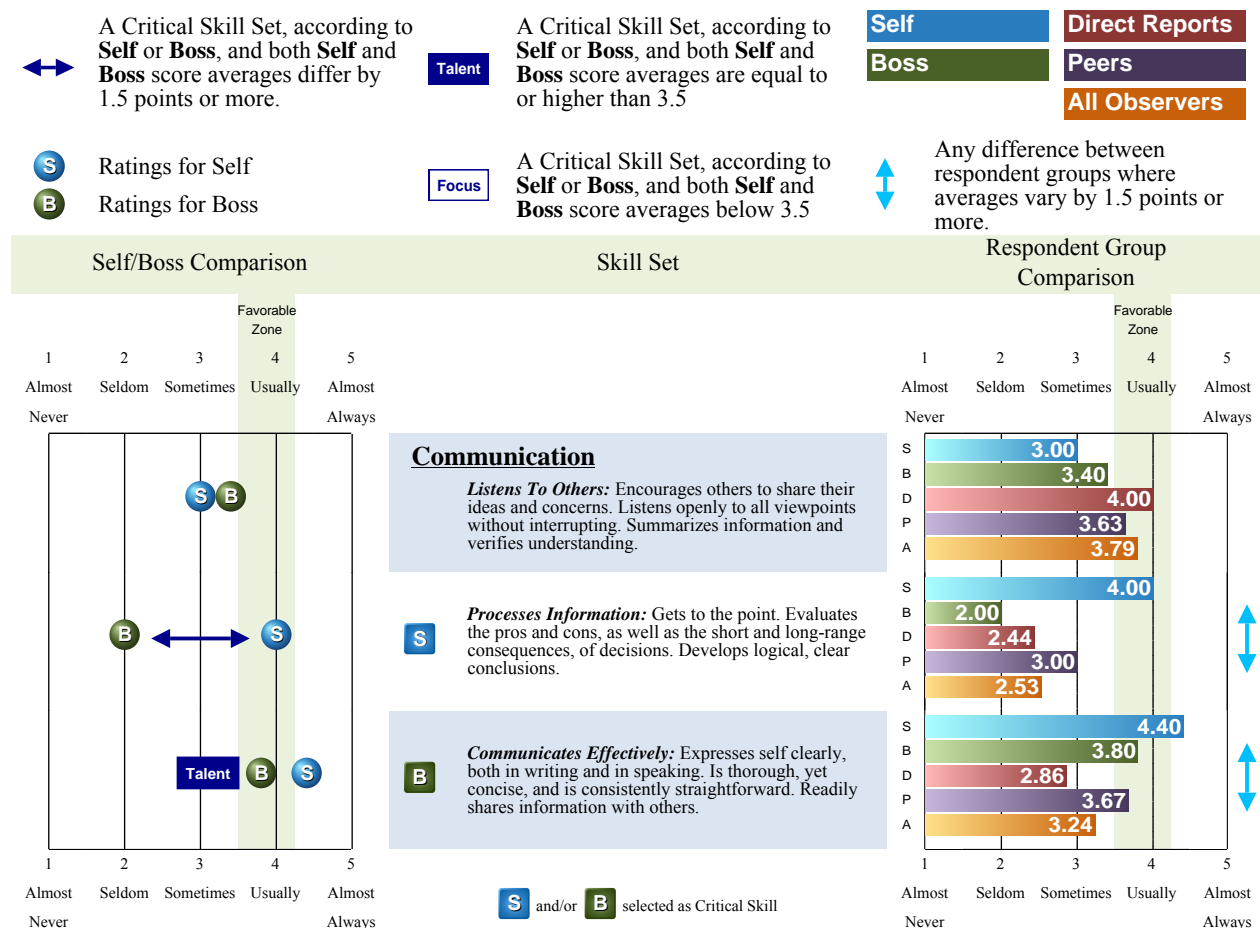 A Critical Skill Set, according to
Self or Boss, and both Self and
Boss score averages differ by
1.5 points or more.
Talent
A Critical Skill Set, according to
Self or Boss, and both Self and
Boss score averages are equal to
or higher than 3.5
Self
Direct Reports
Boss
Peers
All Observers
S
Ratings for Self
B
Ratings for Boss
Focus
A Critical Skill Set, according to
Self or Boss, and both Self and
Boss score averages below 3.5
Any difference between
respondent groups where
averages vary by 1.5 points or
more.
Self/Boss Comparison
Skill Set
Respondent Group
Comparison
Favorable
Zone
1 2 3 4 5
Almost Seldom Sometimes Usually Almost
Never Always
Favorable
Zone
1 2 3 4 5
Almost Seldom Sometimes Usually Almost
Never Always
S B
Communication
Listens To Others: Encourages others to share their
ideas and concerns. Listens openly to all viewpoints
without interrupting. Summarizes information and
verifies understanding.
S 3.00
B 3.40
D 4.00
P 3.63
A 3.79
B S
S
Processes Information: Gets to the point. Evaluates
the pros and cons, as well as the short and long-range
consequences, of decisions. Develops logical, clear
conclusions.
S 4.00
B 2.00
D 2.44
P 3.00
A 2.53
Talent B S
B
Communicates Effectively: Expresses self clearly,
both in writing and in speaking. Is thorough, yet
concise, and is consistently straightforward. Readily
shares information with others.
S 4.40
B 3.80
D 2.86
P 3.67
A 3.24
1 2 3 4 5
Almost Seldom Sometimes Usually Almost
Never Always
S and/or B selected as Critical Skill
1 2 3 4 5
Almost Seldom Sometimes Usually Almost
Never Always